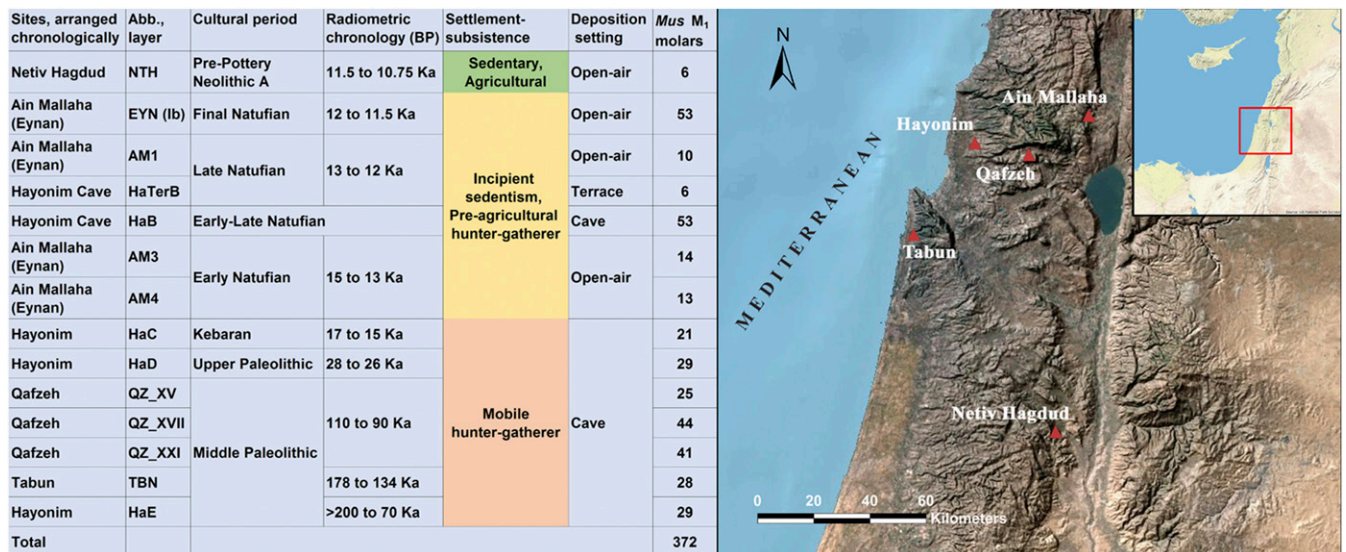 Sites, arranged chronologically | Abb., layer | Cultural period | Radiometric chronology (BP) | Settlement-subsistence | Deposition setting | Mus M₁ molars
Netiv Hagdud | NTH | Pre-Pottery Neolithic A | 11.5 to 10.75 Ka | Sedentary, Agricultural | Open-air | 6
Ain Mallaha (Eynan) | EYN (Ib) | Final Natufian | 12 to 11.5 Ka | Incipient sedentism, Pre-agricultural hunter-gatherer | Open-air | 53
Ain Mallaha (Eynan) | AM1 | Late Natufian | 13 to 12 Ka | Open-air | 10
Hayonim Cave | HaTerB | Terrace | 6
Hayonim Cave | HaB | Early-Late Natufian | Cave | 53
Ain Mallaha (Eynan) | AM3 | Early Natufian | 15 to 13 Ka | Open-air | 14
Ain Mallaha (Eynan) | AM4 | 13
Hayonim | HaC | Kebaran | 17 to 15 Ka | Mobile hunter-gatherer | Cave | 21
Hayonim | HaD | Upper Paleolithic | 28 to 26 Ka | 29
Qafzeh | QZ_XV | Middle Paleolithic | 110 to 90 Ka | 25
Qafzeh | QZ_XVII | 44
Qafzeh | QZ_XXI | 41
Tabun | TBN | 178 to 134 Ka | 28
Hayonim | HaE | >200 to 70 Ka | 29
Total | 372
N
Ain Mallaha
Hayonim
Qafzeh
Tabun
MEDITERRANEAN
Netiv Hagdud
0 20 40 60
Kilometers